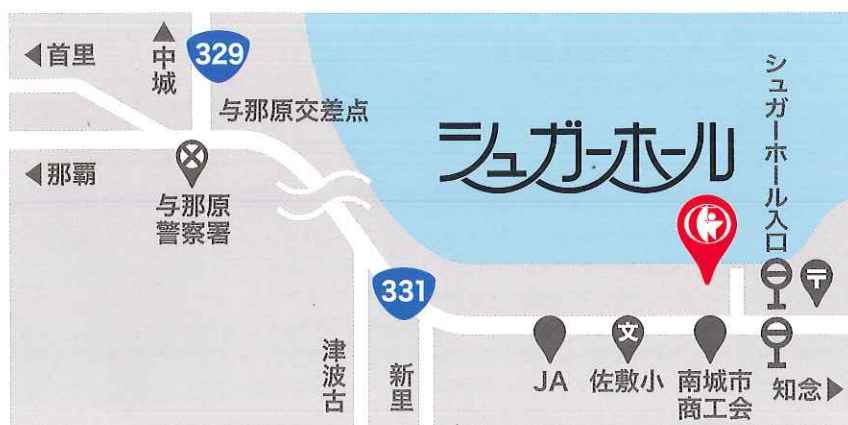 首里
中城
329
与那原交差点
シュガーホール
シュガーホール入口
那覇
与那原
警察署
331
〒
津波古
新里
JA
文
佐敷小
南城市
商工会
知念